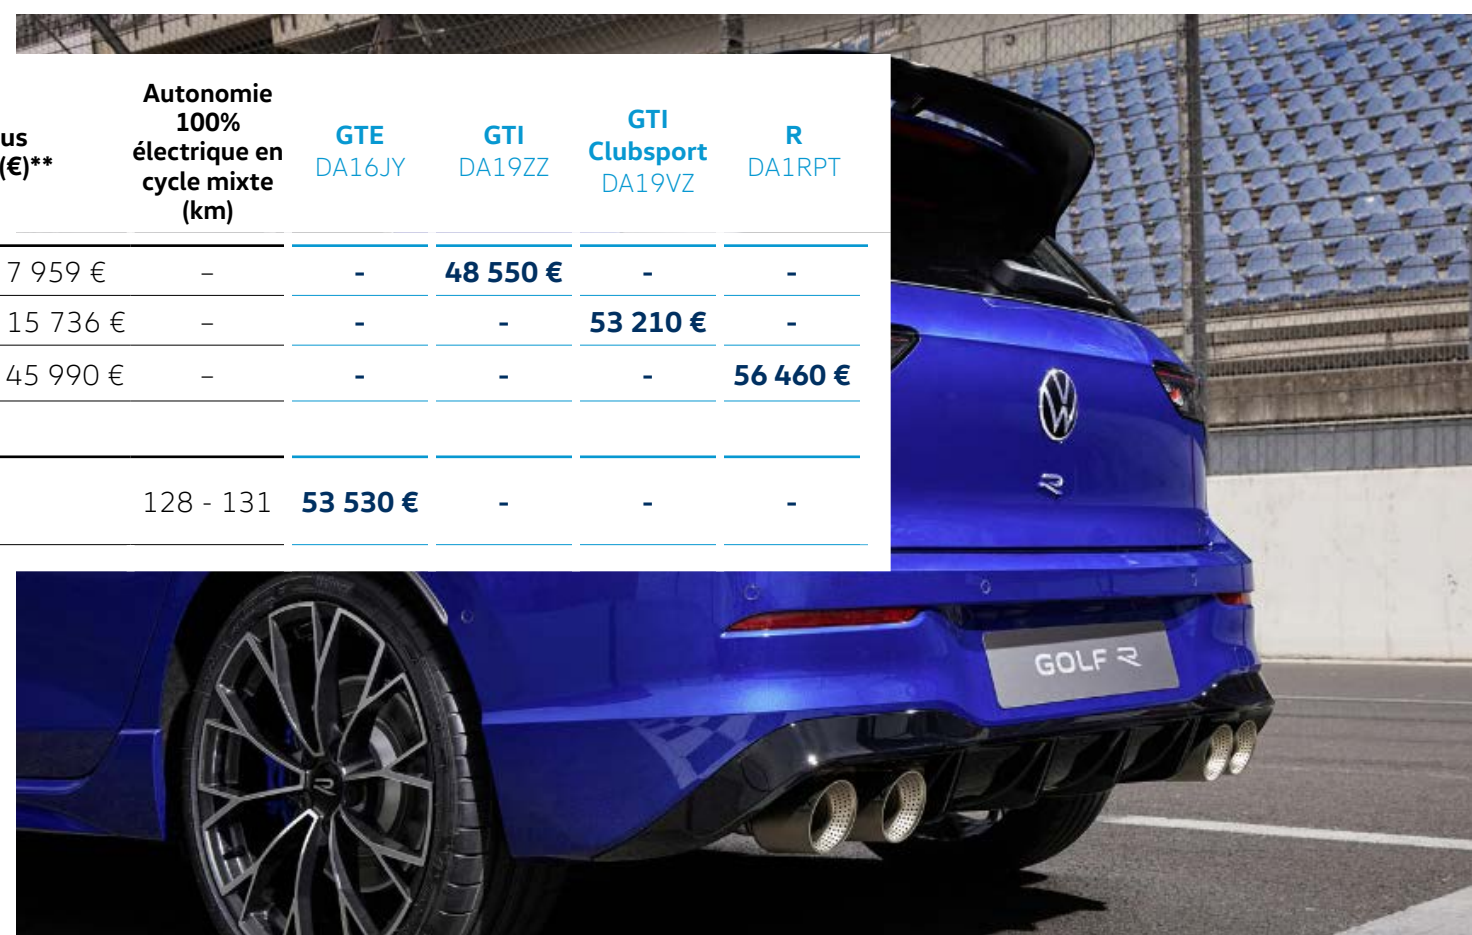 us
(€)**
Autonomie
100%
électrique en
cycle mixte
(km)
GTE
DA16JY
GTI
DA19ZZ
GTI
Clubsport
DA19VZ
R
DA1RPT
7 959 € – - 48 550 € - -
15 736 € – - - 53 210 € -
45 990 € – - - - 56 460 €
128 - 131 53 530 € - - -
R
GOLF R
R